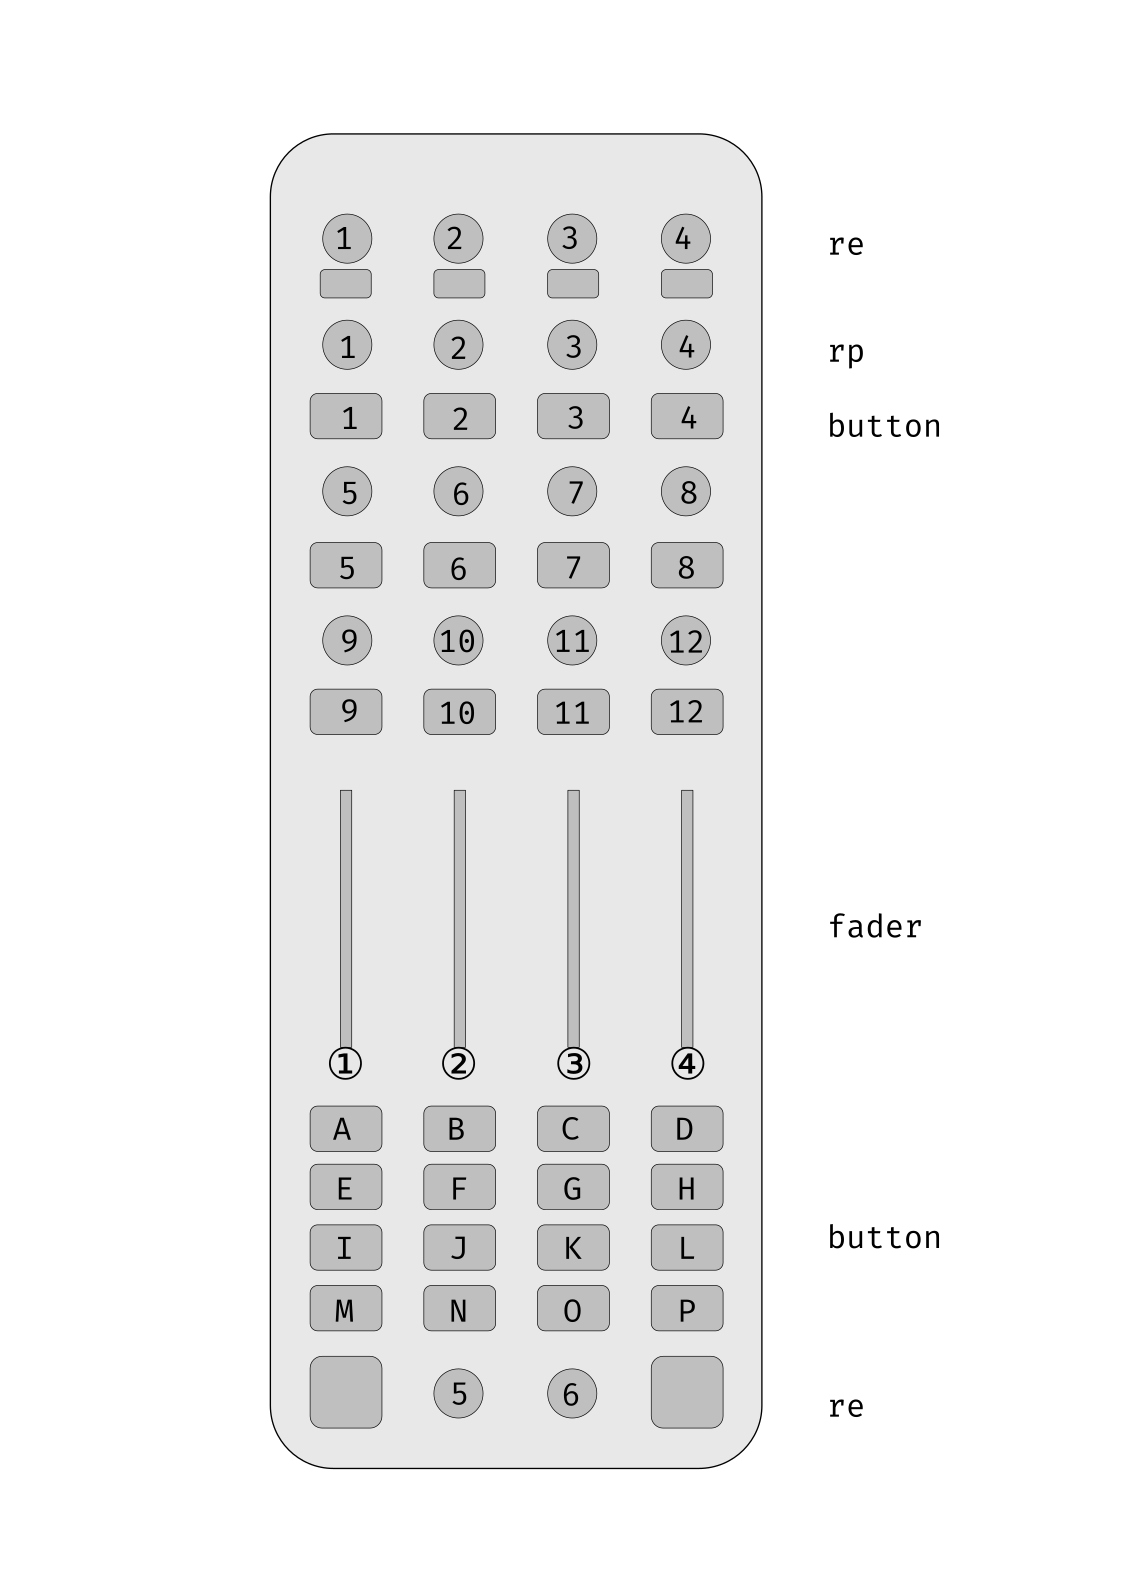 1 2 3 4 re
1 2 3 4 rp
1 2 3 4 button
5 6 7 8
5 6 7 8
9 10 11 12
9 10 11 12
fader
① ② ③ ④
A B C D
E F G H
button
I J K L
M N O P
5 6 re